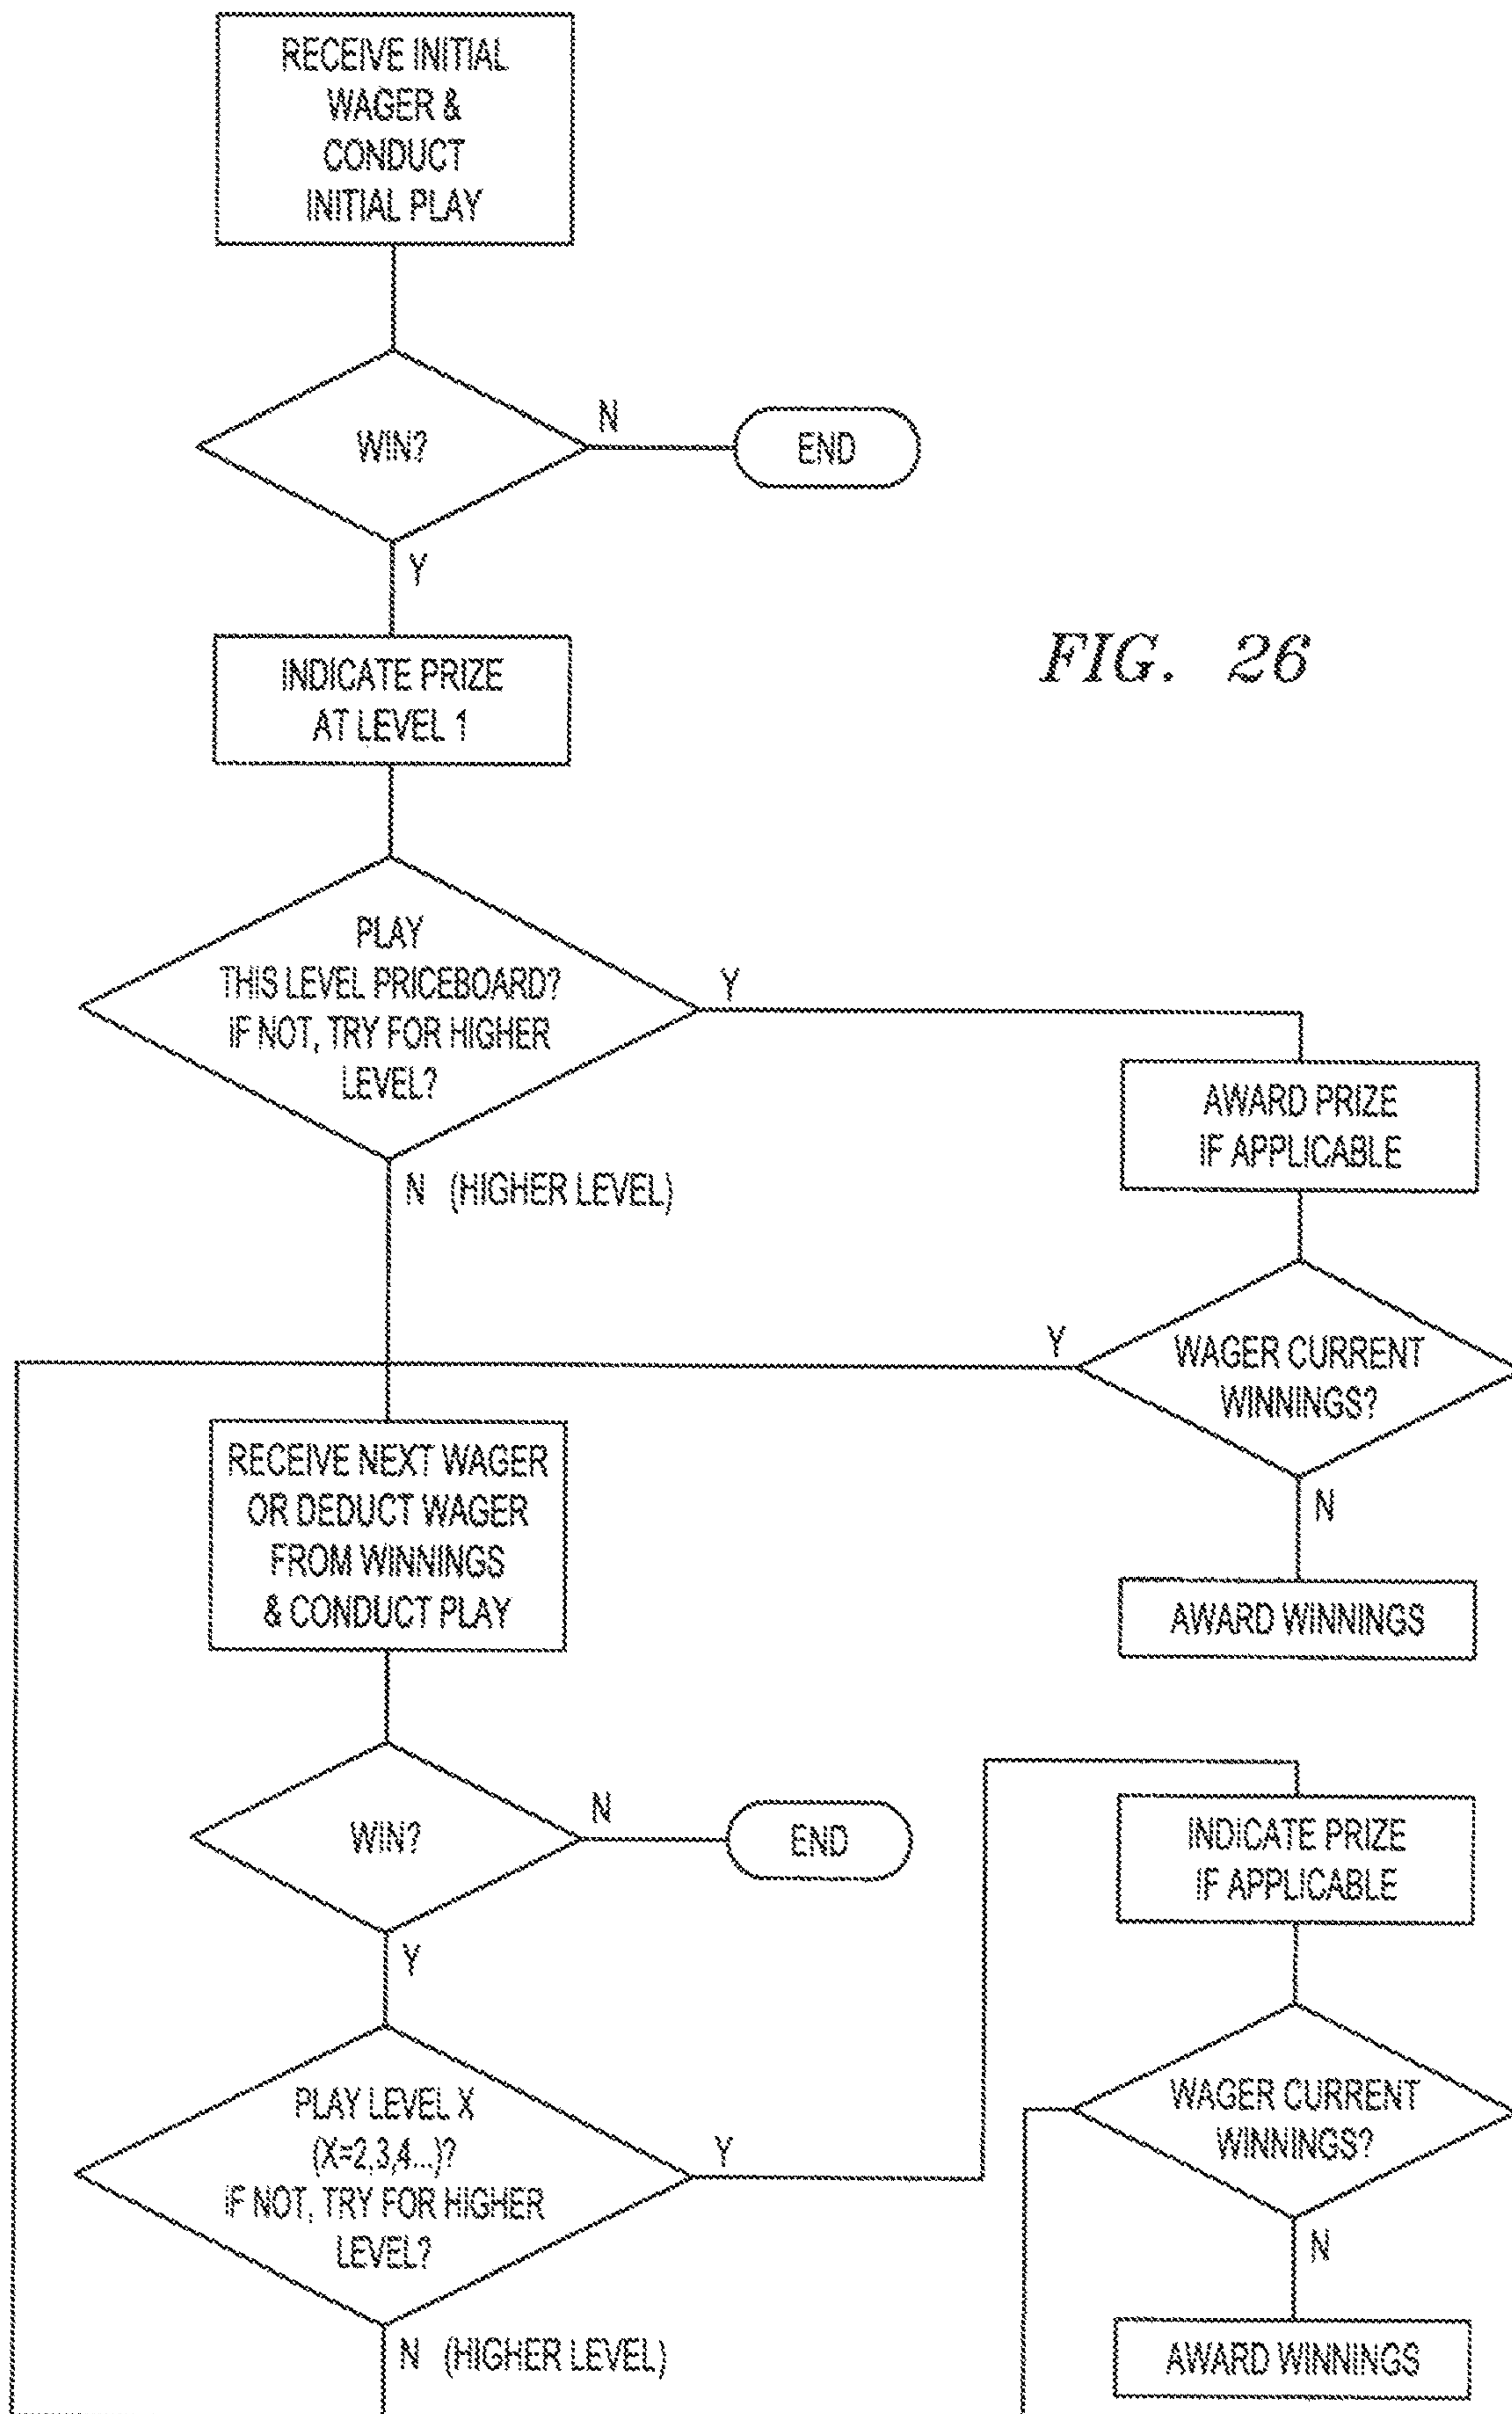 RECEIVE INITIAL
WAGER &
CONDUCT
INITIAL PLAY
WIN?
N
END
Y
INDICATE PRIZE
AT LEVEL 1
FIG. 26
PLAY
THIS LEVEL PRICEBOARD?
IF NOT, TRY FOR HIGHER
LEVEL?
Y
N (HIGHER LEVEL)
AWARD PRIZE
IF APPLICABLE
Y
WAGER CURRENT
WINNINGS?
N
AWARD WINNINGS
RECEIVE NEXT WAGER
OR DEDUCT WAGER
FROM WINNINGS
& CONDUCT PLAY
WIN?
N
END
Y
PLAY LEVEL X
(X=2,3,4...)?
IF NOT, TRY FOR HIGHER
LEVEL?
Y
N (HIGHER LEVEL)
INDICATE PRIZE
IF APPLICABLE
WAGER CURRENT
WINNINGS?
N
AWARD WINNINGS